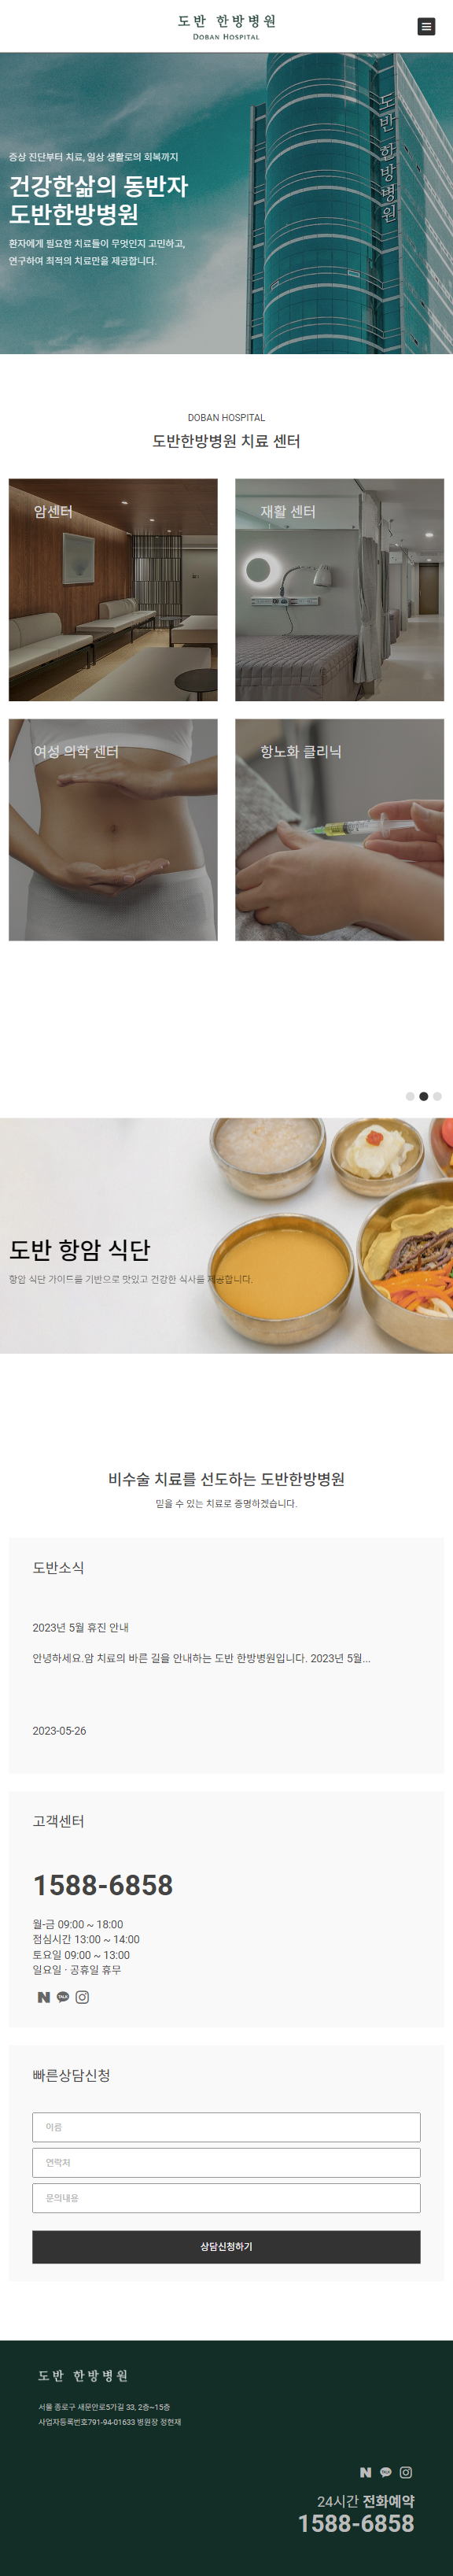 도반 한방병원
DOBAN HOSPITAL
도반 한방병원
증상 진단부터 치료, 일상 생활로의 회복까지
건강한삶의 동반자
도반한방병원
환자에게 필요한 치료들이 무엇인지 고민하고,
연구하여 최적의 치료만을 제공합니다.
DOBAN HOSPITAL
도반한방병원 치료 센터
암센터
재활 센터
여성 의학 센터
항노화 클리닉
도반 항암 식단
항암 식단 가이드를 기반으로 맛있고 건강한 식사를 제공합니다.
비수술 치료를 선도하는 도반한방병원
믿을 수 있는 치료로 증명하겠습니다.
도반소식
2023년 5월 휴진 안내
안녕하세요.암 치료의 바른 길을 안내하는 도반 한방병원입니다. 2023년 5월...
2023-05-26
고객센터
1588-6858
월-금 09:00 ~ 18:00
점심시간 13:00 ~ 14:00
토요일 09:00 ~ 13:00
일요일 · 공휴일 휴무
N TALK
빠른상담신청
이름
연락처
문의내용
상담신청하기
도반 한방병원
서울 종로구 새문안로5가길 33, 2층~15층
사업자등록번호791-94-01633 병원장 정현재
N TALK
24시간 전화예약
1588-6858